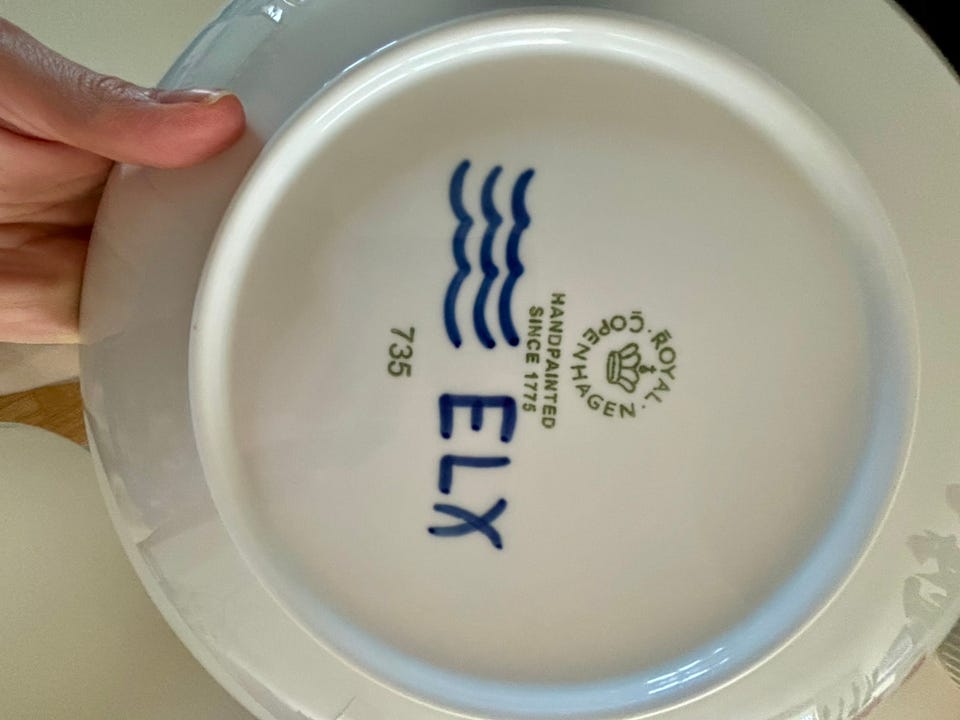 ROYAL
COPENHAGEN
HANDPAINTED
SINCE 1775
ELX
735